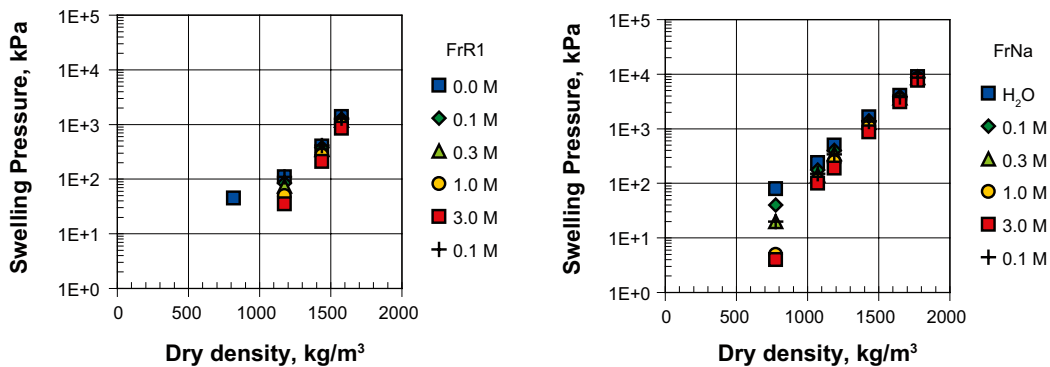 Swelling Pressure, kPa
1E+5
1E+4
1E+3
1E+2
1E+1
1E+0
0 500 1000 1500 2000
Dry density, kg/m³
FrR1
0.0 M
0.1 M
0.3 M
1.0 M
3.0 M
0.1 M
Swelling Pressure, kPa
1E+5
1E+4
1E+3
1E+2
1E+1
1E+0
0 500 1000 1500 2000
Dry density, kg/m³
FrNa
H₂O
0.1 M
0.3 M
1.0 M
3.0 M
0.1 M